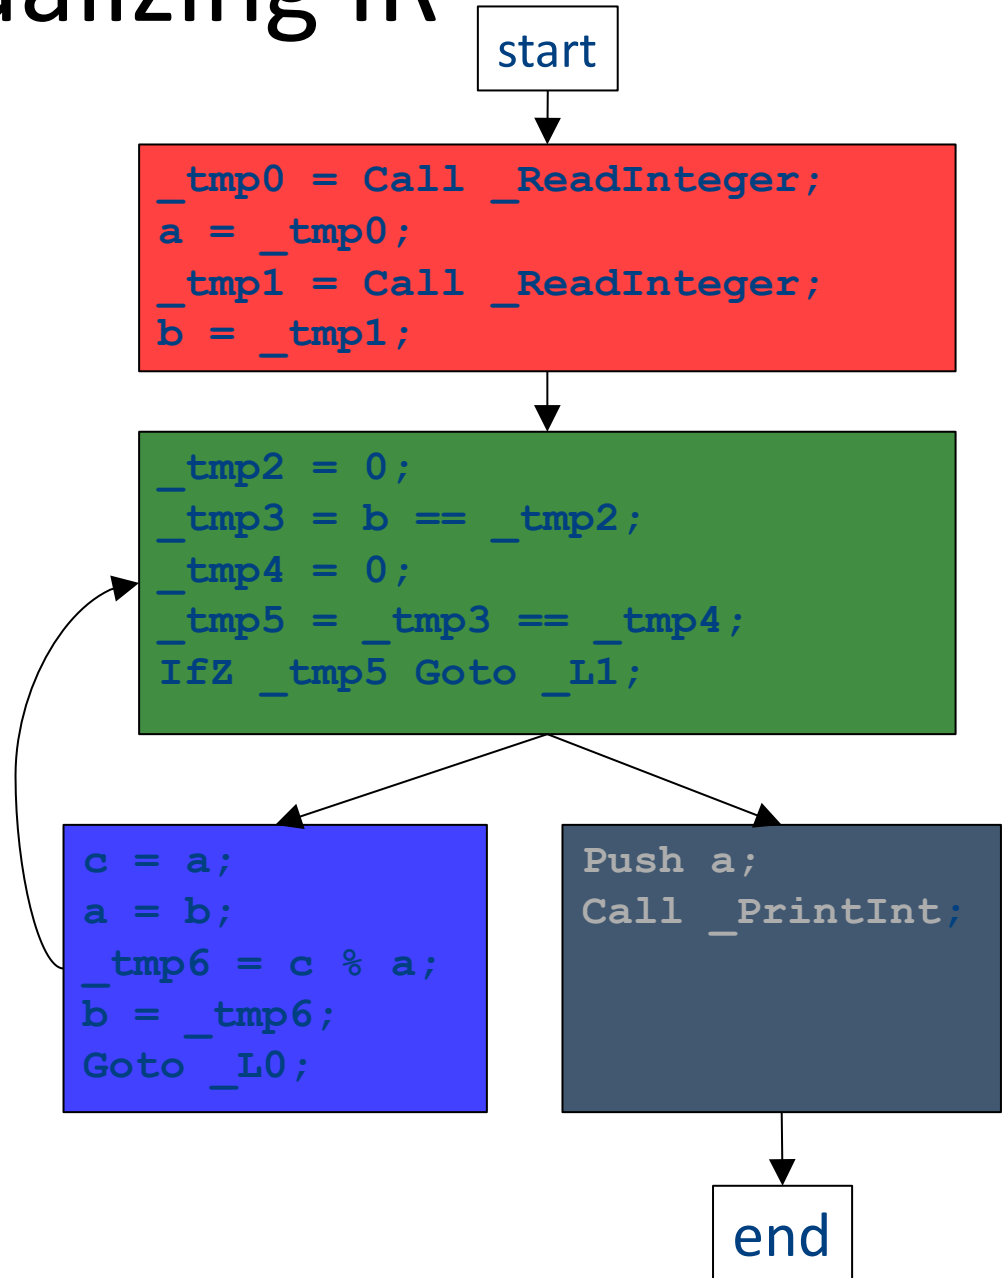 IR
start
_tmp0 = Call _ReadInteger;
a = _tmp0;
_tmp1 = Call _ReadInteger;
b = _tmp1;
_tmp2 = 0;
_tmp3 = b == _tmp2;
_tmp4 = 0;
_tmp5 = _tmp3 == _tmp4;
IfZ _tmp5 Goto _L1;
c = a;
a = b;
_tmp6 = c % a;
b = _tmp6;
Goto _L0;
Push a;
Call _PrintInt;
end